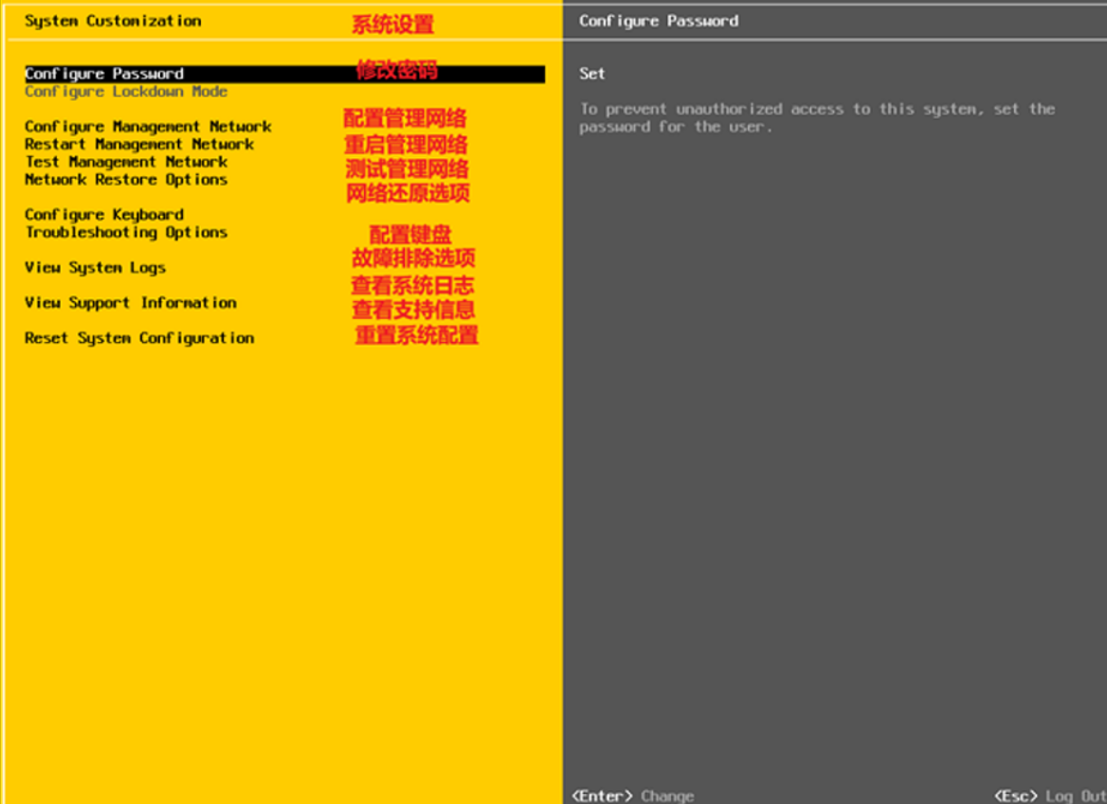 System Customization 系统设置
Configure Password 修改密码
Configure Lockdown Mode
Configure Management Network 配置管理网络
Restart Management Network 重启管理网络
Test Management Network 测试管理网络
Network Restore Options 网络还原选项
Configure Keyboard 配置键盘
Troubleshooting Options 故障排除选项
View System Logs 查看系统日志
View Support Information 查看支持信息
Reset System Configuration 重置系统配置
Configure Password
Set
To prevent unauthorized access to this system, set the
password for the user.
<Enter> Change
<Esc> Log Out